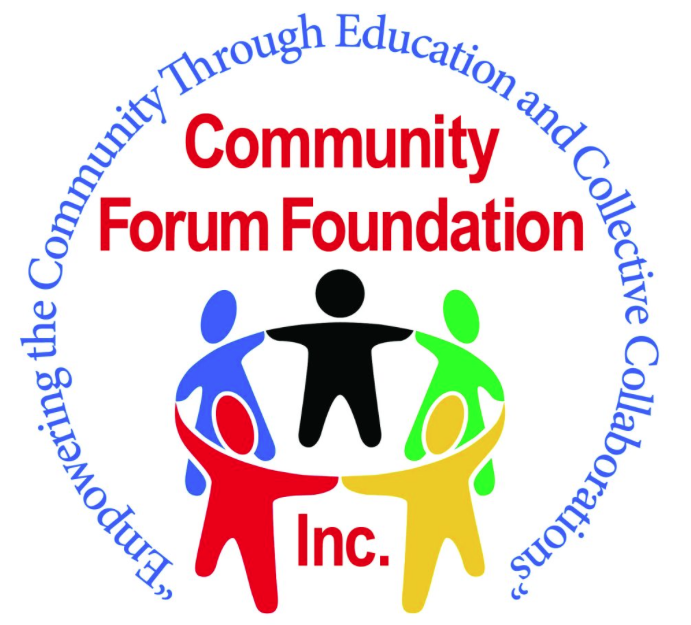 "Empowering the Community Through Education and Collective Collaborations"
Community
Forum Foundation
Inc.